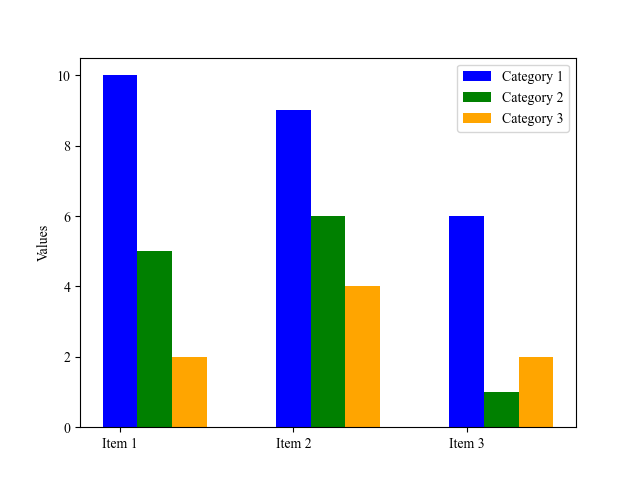 10
8
6
4
2
0
Values
Category 1
Category 2
Category 3
Item 1
Item 2
Item 3